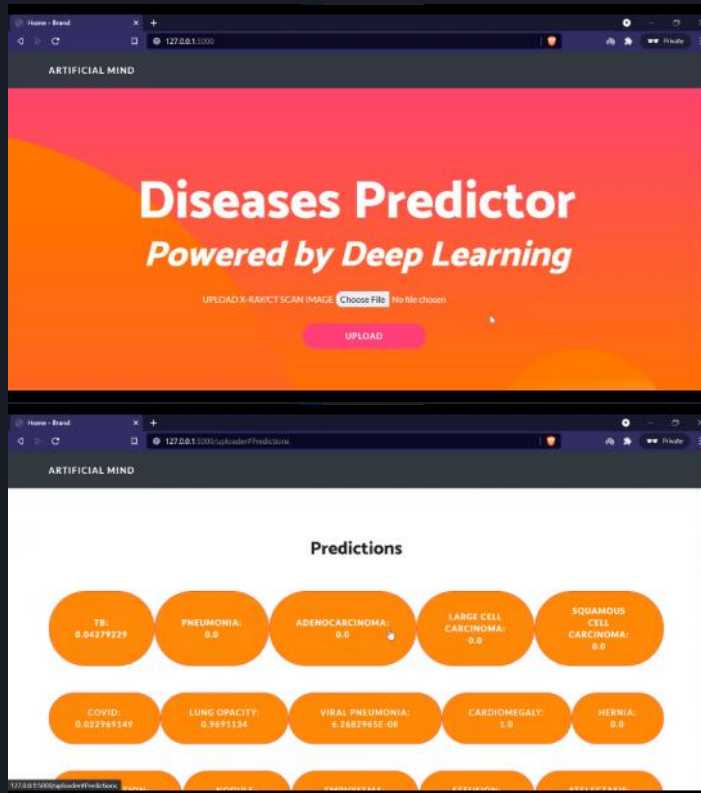 Home - Brand
127.0.0.1:5000
Private
ARTIFICIAL MIND
Diseases Predictor
Powered by Deep Learning
UPLOAD X-RAY/CT SCAN IMAGE Choose File No file chosen
UPLOAD
Home - Brand
127.0.0.1:5000/uploader#Predictions
Private
ARTIFICIAL MIND
Predictions
TB:
0.04279229
PNEUMONIA:
0.0
ADENOCARCINOMA:
0.0
LARGE CELL
CARCINOMA:
0.0
SQUAMOUS
CELL
CARCINOMA:
0.0
COVID:
0.022969149
LUNG OPACITY:
0.9691134
VIRAL PNEUMONIA:
6.2682965E-08
CARDIOMEGALY:
1.0
HERNIA:
0.0
127.0.0.1:5000/uploader#Predictions
NODULE:
EMPHYSEMA:
EFFUSION:
ATELECTASIS: